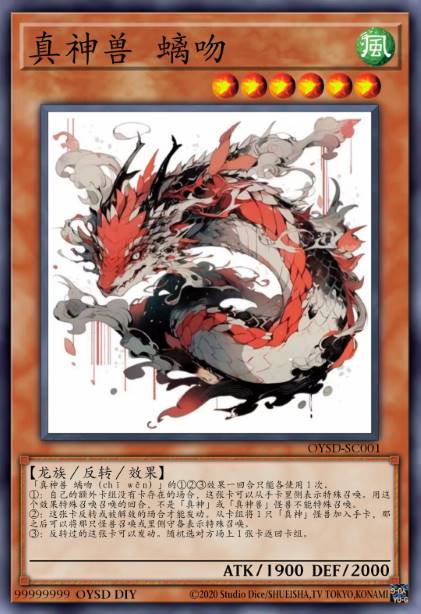 真神兽 螭吻
風
OYSD-SC001
【龙族／反转／效果】
「真神兽 螭吻（chī wěn）」的①②③效果一回合只能各使用１次。
①：自己的额外卡组没有卡存在的场合，这张卡可以从手卡里侧表示特殊召唤。用这
个效果特殊召唤召唤的回合，不是「真神」或「真神兽」怪兽不能特殊召唤。
②：这张卡反转或被解放的场合才能发动。从卡组将１只「真神」怪兽加入手卡，那
之后可以将那只怪兽召唤或里侧守备表示特殊召唤。
③：反转过的这张卡可以发动。随机选对方场上１张卡返回卡组。
ATK/1900 DEF/2000
99999999 OYSD DIY ©2020 Studio Dice/SHUEISHA,TV TOKYO,KONAMI